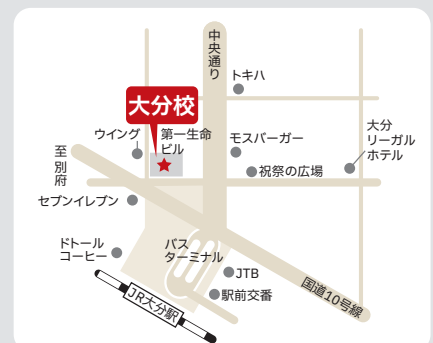 中央通り
トキハ
大分校
ウイング
第一生命
ビル
モスバーガー
大分
リーガル
ホテル
至別府
祝祭の広場
セブンイレブン
ドトール
コーヒー
バス
ターミナル
JTB
国道10号線
JR大分駅
駅前交番